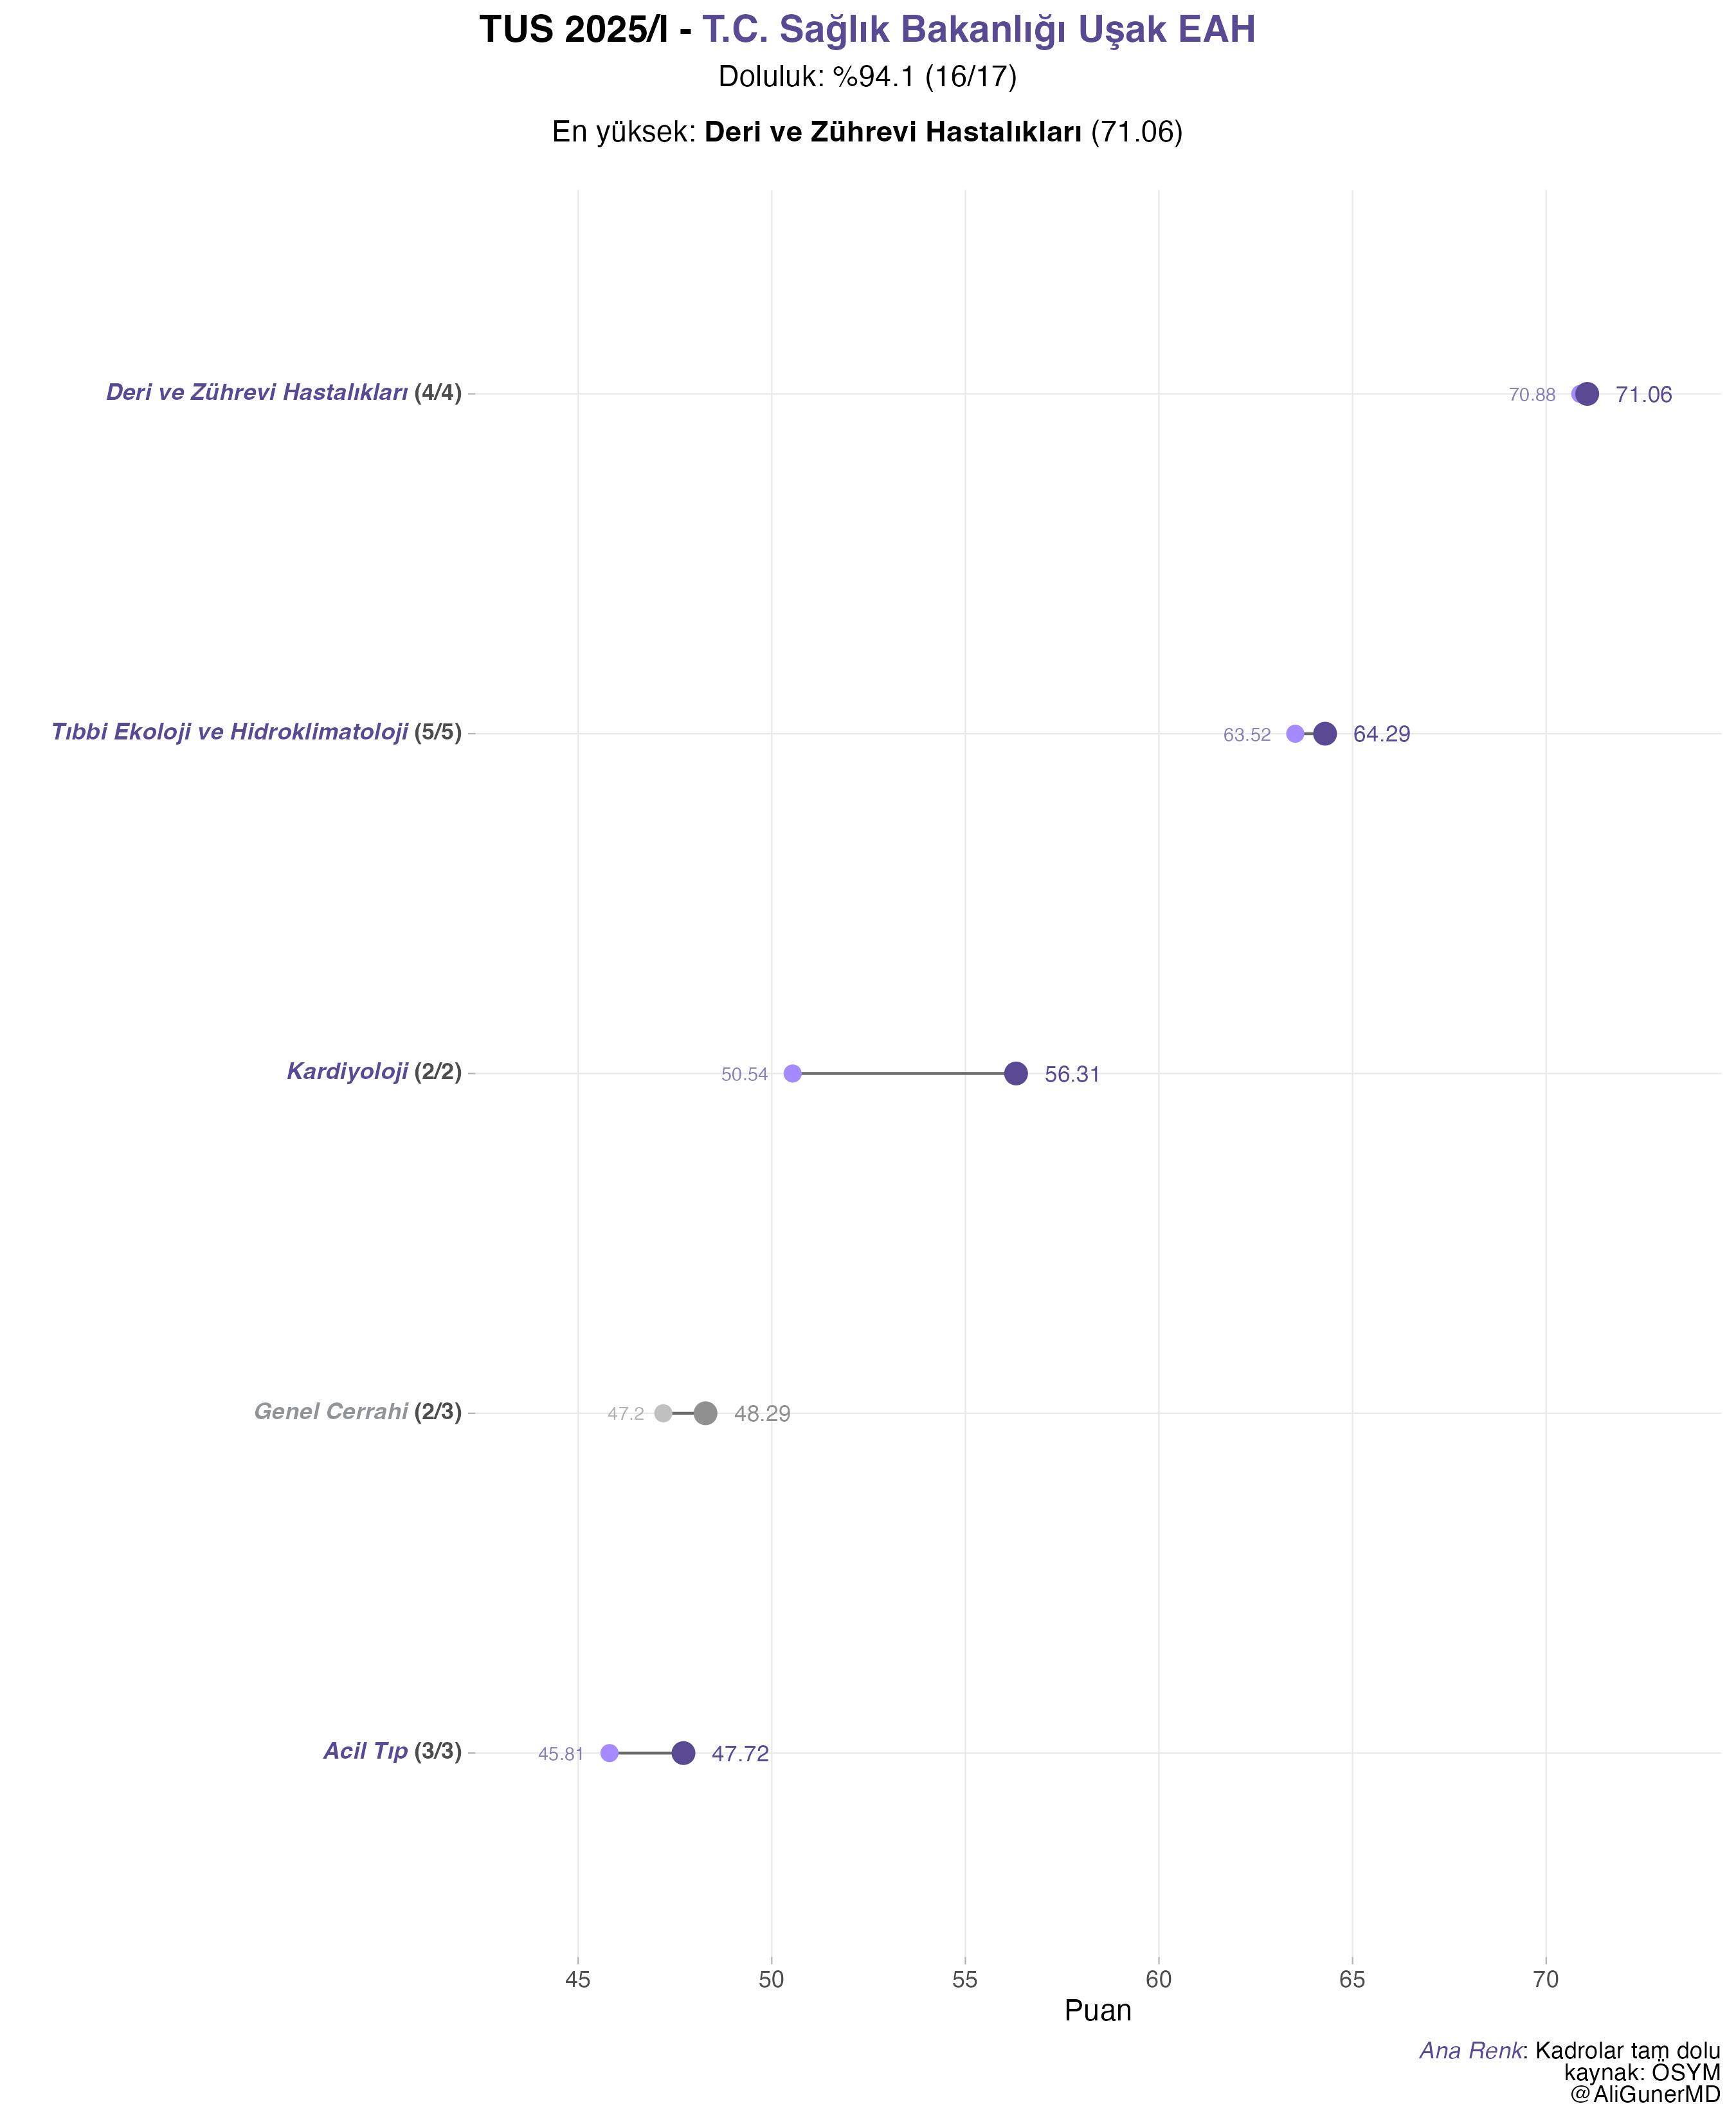 TUS 2025/I - T.C. Sağlık Bakanlığı Uşak EAH
Doluluk: %94.1 (16/17)
En yüksek: Deri ve Zührevi Hastalıkları (71.06)
Deri ve Zührevi Hastalıkları (4/4)
70.88
71.06
Tıbbi Ekoloji ve Hidroklimatoloji (5/5)
63.52
64.29
Kardiyoloji (2/2)
50.54
56.31
Genel Cerrahi (2/3)
47.2
48.29
Acil Tıp (3/3)
45.81
47.72
45 50 55 60 65 70
Puan
Ana Renk: Kadrolar tam dolu
kaynak: ÖSYM
@AliGunerMD